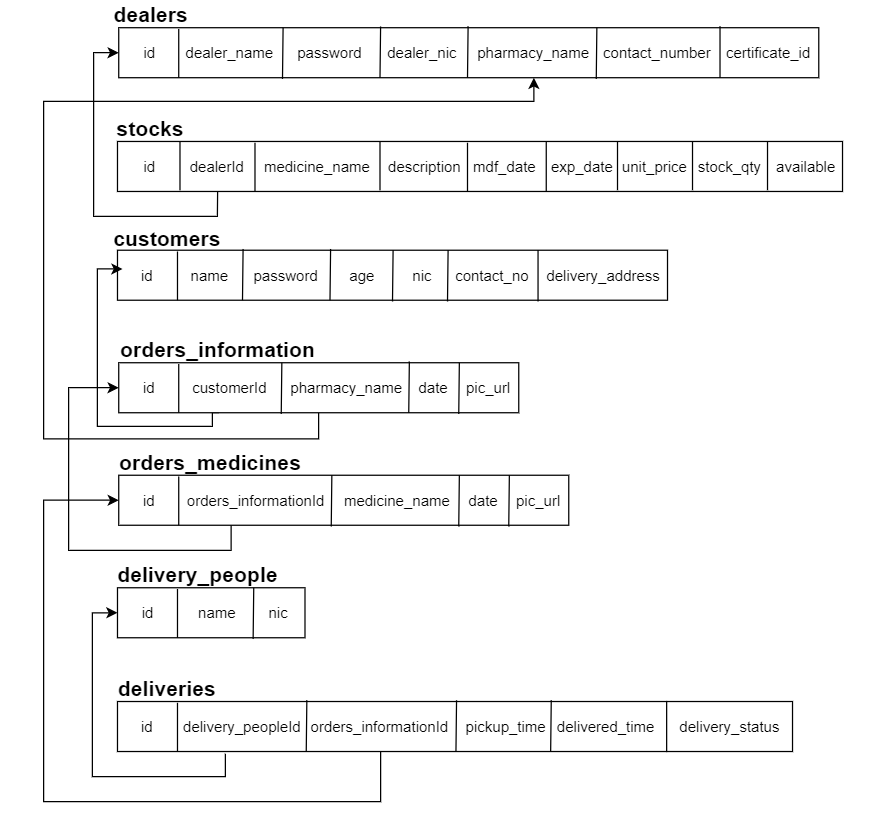 dealers
id dealer_name password dealer_nic pharmacy_name contact_number certificate_id
stocks
id dealerId medicine_name description mdf_date exp_date unit_price stock_qty available
customers
id name password age nic contact_no delivery_address
orders_information
id customerId pharmacy_name date pic_url
orders_medicines
id orders_informationId medicine_name date pic_url
delivery_people
id name nic
deliveries
id delivery_peopleId orders_informationId pickup_time delivered_time delivery_status